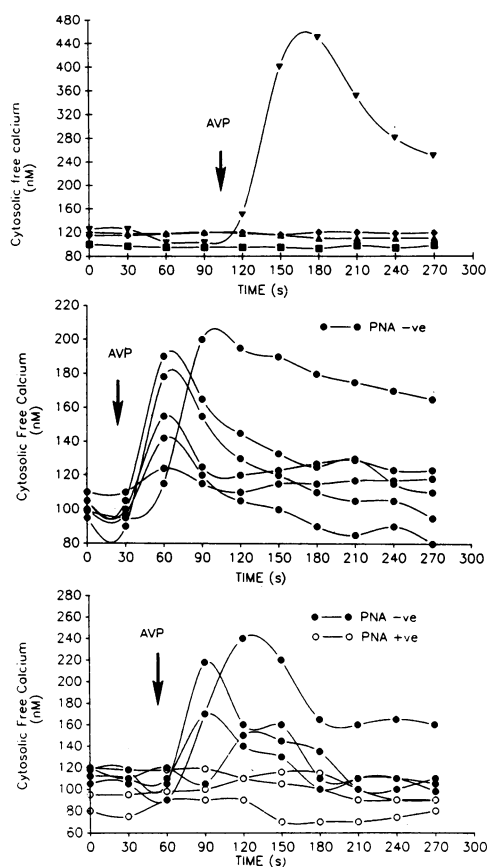 480
440
400
360
320
280
240
200
160
120
80
Cytosolic free calcium
(nM)
AVP
0 30 60 90 120 150 180 210 240 270 300
TIME (s)
220
200
180
160
140
120
100
80
Cytosolic Free Calcium
(nM)
AVP
PNA -ve
0 30 60 90 120 150 180 210 240 270 300
TIME (s)
280
260
240
220
200
180
160
140
120
100
80
60
Cytosolic Free Calcium
(nM)
AVP
PNA -ve
PNA +ve
0 30 60 90 120 150 180 210 240 270 300
TIME (s)